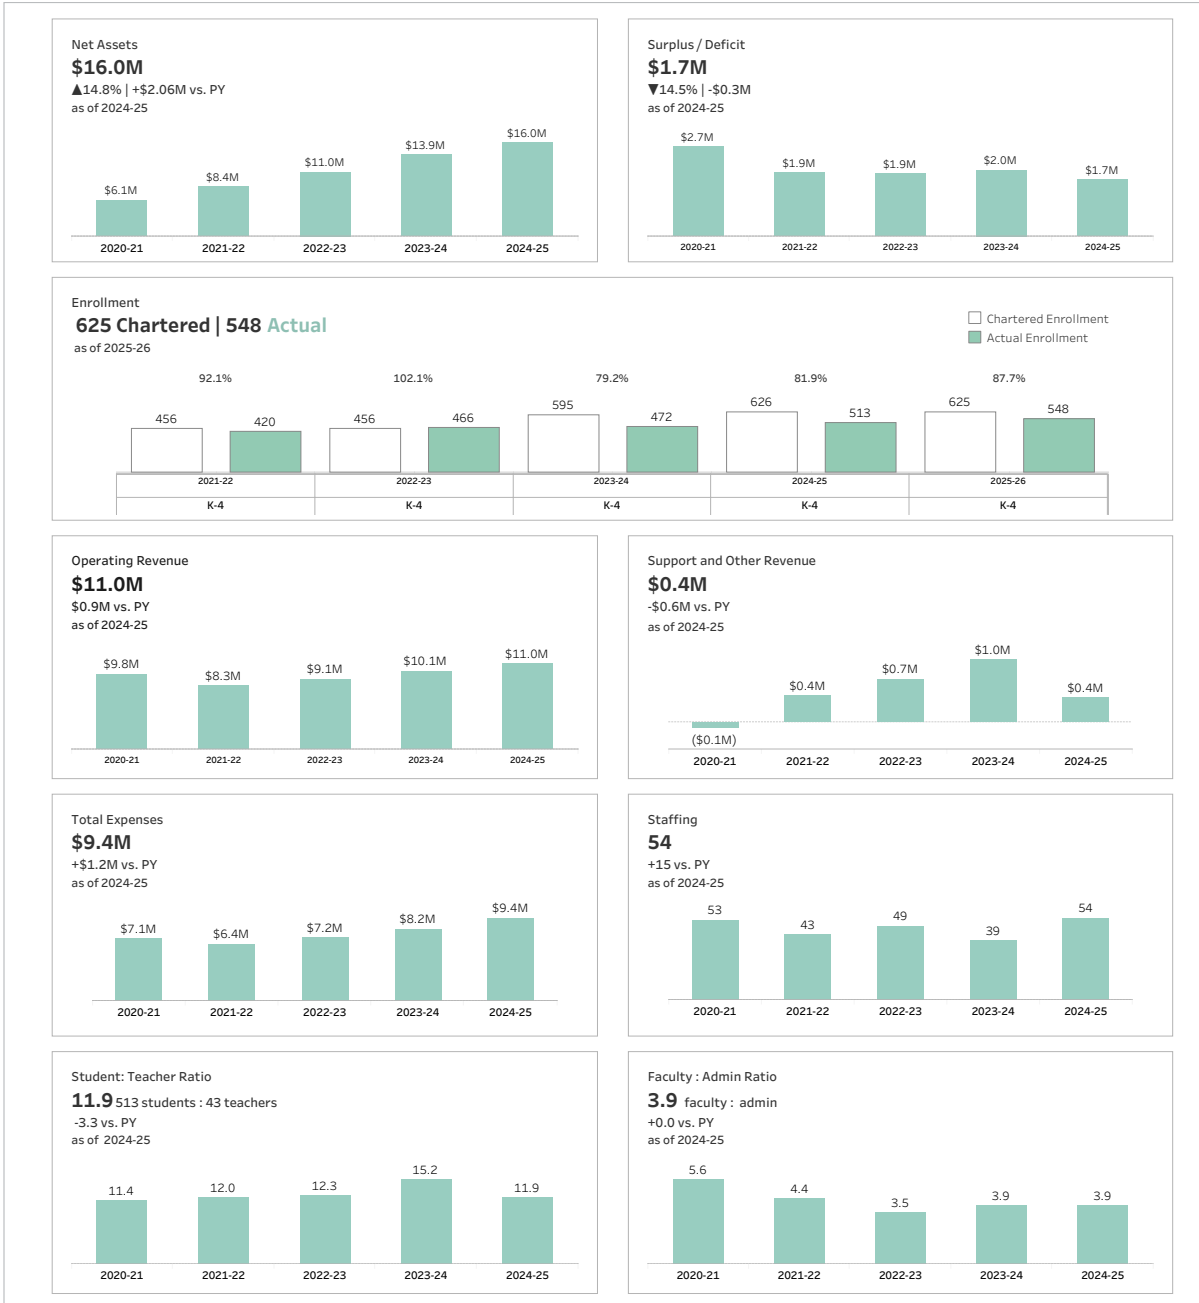 Net Assets
$16.0M
▲14.8% | +$2.06M vs. PY
as of 2024-25
$6.1M $8.4M $11.0M $13.9M $16.0M
2020-21 2021-22 2022-23 2023-24 2024-25
Surplus / Deficit
$1.7M
▼14.5% | -$0.3M
as of 2024-25
$2.7M $1.9M $1.9M $2.0M $1.7M
2020-21 2021-22 2022-23 2023-24 2024-25
Enrollment
625 Chartered | 548 Actual
as of 2025-26
Chartered Enrollment
Actual Enrollment
92.1% 102.1% 79.2% 81.9% 87.7%
456 420 456 466 595 472 626 513 625 548
2021-22 2022-23 2023-24 2024-25 2025-26
K-4 K-4 K-4 K-4 K-4
Operating Revenue
$11.0M
$0.9M vs. PY
as of 2024-25
$9.8M $8.3M $9.1M $10.1M $11.0M
2020-21 2021-22 2022-23 2023-24 2024-25
Support and Other Revenue
$0.4M
-$0.6M vs. PY
as of 2024-25
($0.1M) $0.4M $0.7M $1.0M $0.4M
2020-21 2021-22 2022-23 2023-24 2024-25
Total Expenses
$9.4M
+$1.2M vs. PY
as of 2024-25
$7.1M $6.4M $7.2M $8.2M $9.4M
2020-21 2021-22 2022-23 2023-24 2024-25
Staffing
54
+15 vs. PY
as of 2024-25
53 43 49 39 54
2020-21 2021-22 2022-23 2023-24 2024-25
Student: Teacher Ratio
11.9 513 students : 43 teachers
-3.3 vs. PY
as of 2024-25
11.4 12.0 12.3 15.2 11.9
2020-21 2021-22 2022-23 2023-24 2024-25
Faculty : Admin Ratio
3.9 faculty : admin
+0.0 vs. PY
as of 2024-25
5.6 4.4 3.5 3.9 3.9
2020-21 2021-22 2022-23 2023-24 2024-25